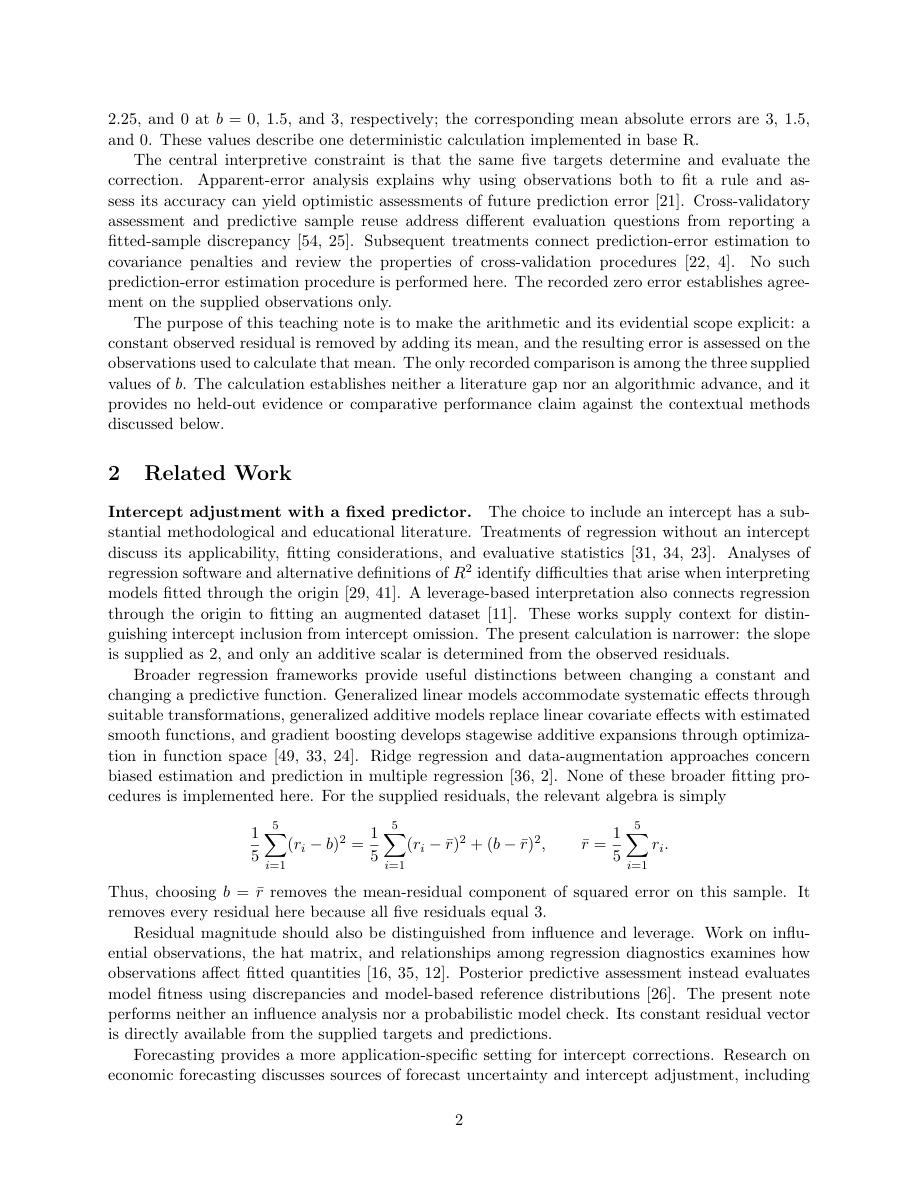 2.25, and 0 at b = 0, 1.5, and 3, respectively; the corresponding mean absolute errors are 3, 1.5,
and 0. These values describe one deterministic calculation implemented in base R.
The central interpretive constraint is that the same five targets determine and evaluate the
correction. Apparent-error analysis explains why using observations both to fit a rule and as-
sess its accuracy can yield optimistic assessments of future prediction error [21]. Cross-validatory
assessment and predictive sample reuse address different evaluation questions from reporting a
fitted-sample discrepancy [54, 25]. Subsequent treatments connect prediction-error estimation to
covariance penalties and review the properties of cross-validation procedures [22, 4]. No such
prediction-error estimation procedure is performed here. The recorded zero error establishes agree-
ment on the supplied observations only.
The purpose of this teaching note is to make the arithmetic and its evidential scope explicit: a
constant observed residual is removed by adding its mean, and the resulting error is assessed on the
observations used to calculate that mean. The only recorded comparison is among the three supplied
values of b. The calculation establishes neither a literature gap nor an algorithmic advance, and it
provides no held-out evidence or comparative performance claim against the contextual methods
discussed below.
2 Related Work
Intercept adjustment with a fixed predictor. The choice to include an intercept has a sub-
stantial methodological and educational literature. Treatments of regression without an intercept
discuss its applicability, fitting considerations, and evaluative statistics [31, 34, 23]. Analyses of
regression software and alternative definitions of R² identify difficulties that arise when interpreting
models fitted through the origin [29, 41]. A leverage-based interpretation also connects regression
through the origin to fitting an augmented dataset [11]. These works supply context for distin-
guishing intercept inclusion from intercept omission. The present calculation is narrower: the slope
is supplied as 2, and only an additive scalar is determined from the observed residuals.
Broader regression frameworks provide useful distinctions between changing a constant and
changing a predictive function. Generalized linear models accommodate systematic effects through
suitable transformations, generalized additive models replace linear covariate effects with estimated
smooth functions, and gradient boosting develops stagewise additive expansions through optimiza-
tion in function space [49, 33, 24]. Ridge regression and data-augmentation approaches concern
biased estimation and prediction in multiple regression [36, 2]. None of these broader fitting pro-
cedures is implemented here. For the supplied residuals, the relevant algebra is simply
1/5 ∑_{i=1}^{5} (r_i − b)² = 1/5 ∑_{i=1}^{5} (r_i − r̄)² + (b − r̄)², r̄ = 1/5 ∑_{i=1}^{5} r_i.
Thus, choosing b = r̄ removes the mean-residual component of squared error on this sample. It
removes every residual here because all five residuals equal 3.
Residual magnitude should also be distinguished from influence and leverage. Work on influ-
ential observations, the hat matrix, and relationships among regression diagnostics examines how
observations affect fitted quantities [16, 35, 12]. Posterior predictive assessment instead evaluates
model fitness using discrepancies and model-based reference distributions [26]. The present note
performs neither an influence analysis nor a probabilistic model check. Its constant residual vector
is directly available from the supplied targets and predictions.
Forecasting provides a more application-specific setting for intercept corrections. Research on
economic forecasting discusses sources of forecast uncertainty and intercept adjustment, including
2